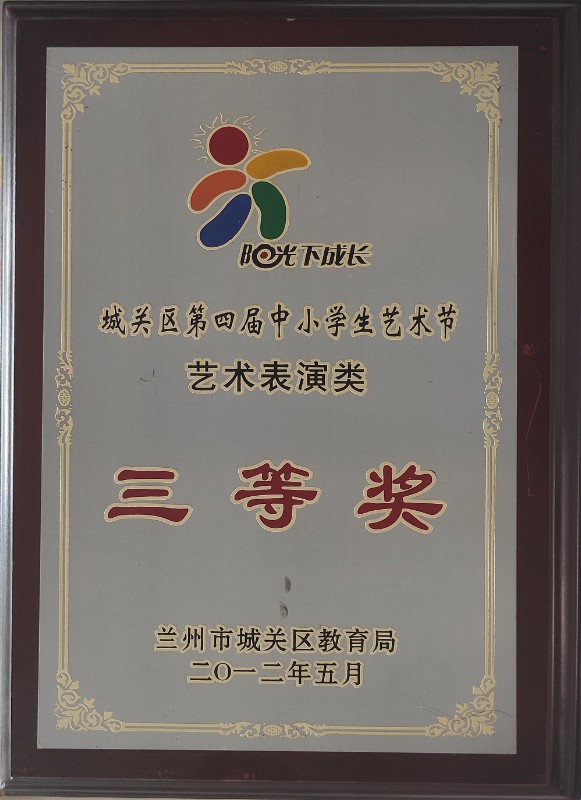 阳光下成长
城关区第四届中小学生艺术节
艺术表演类
三等奖
兰州市城关区教育局
二〇一二年五月